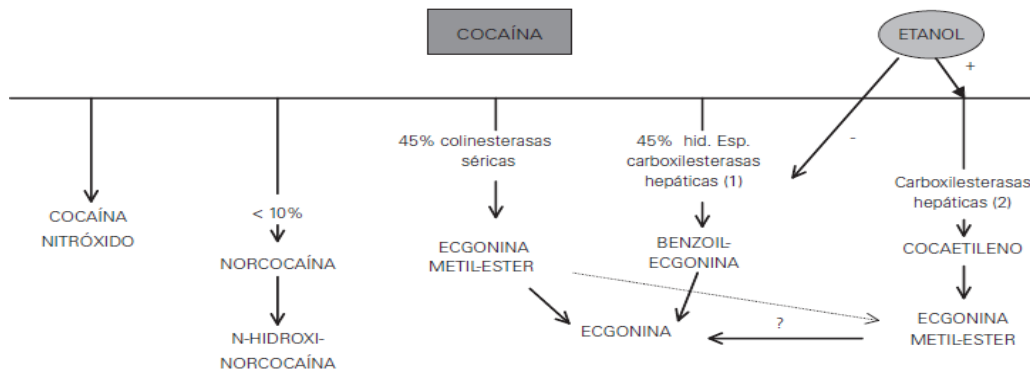 COCAÍNA
ETANOL
+
-
45% colinesterasas
séricas
45% hid. Esp.
carboxilesterasas
hepáticas (1)
Carboxilesterasas
hepáticas (2)
COCAÍNA
NITRÓXIDO
< 10%
NORCOCAÍNA
N-HIDROXI-
NORCOCAÍNA
ECGONINA
METIL-ESTER
BENZOIL-
ECGONINA
COCAETILENO
ECGONINA
?
ECGONINA
METIL-ESTER